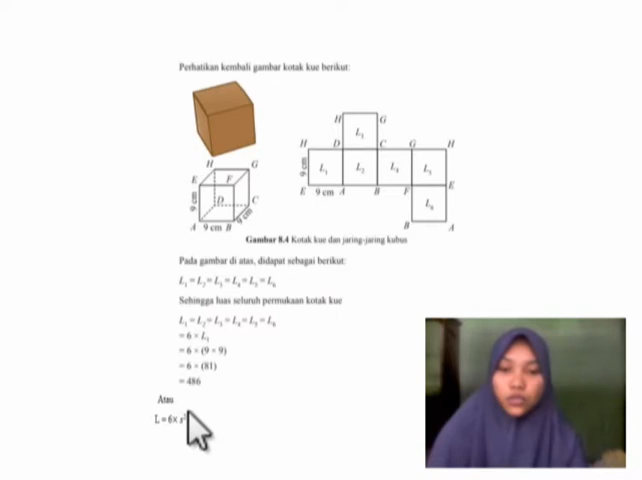 Perhatikan kembali gambar kotak kue berikut:
H G
L₃
H D C G H
9 cm L₁ L₂ L₄ L₅
E 9 cm A B F E
L₆
B A
H G
E F
9 cm D C
9 cm
A 9 cm B
Gambar 8.4 Kotak kue dan jaring-jaring kubus
Pada gambar di atas, didapat sebagai berikut:
L₁ = L₂ = L₃ = L₄ = L₅ = L₆
Sehingga luas seluruh permukaan kotak kue
L₁ = L₂ = L₃ = L₄ = L₅ = L₆
= 6 × L₁
= 6 × (9 × 9)
= 6 × (81)
= 486
Atau
L = 6 × s²